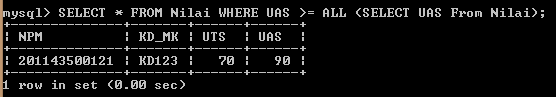 mysql> SELECT * FROM Nilai WHERE UAS >= ALL (SELECT UAS From Nilai);
+--------------+-------+------+------+
| NPM          | KD_MK | UTS  | UAS  |
+--------------+-------+------+------+
| 201143500121 | KD123 |   70 |   90 |
+--------------+-------+------+------+
1 row in set (0.00 sec)